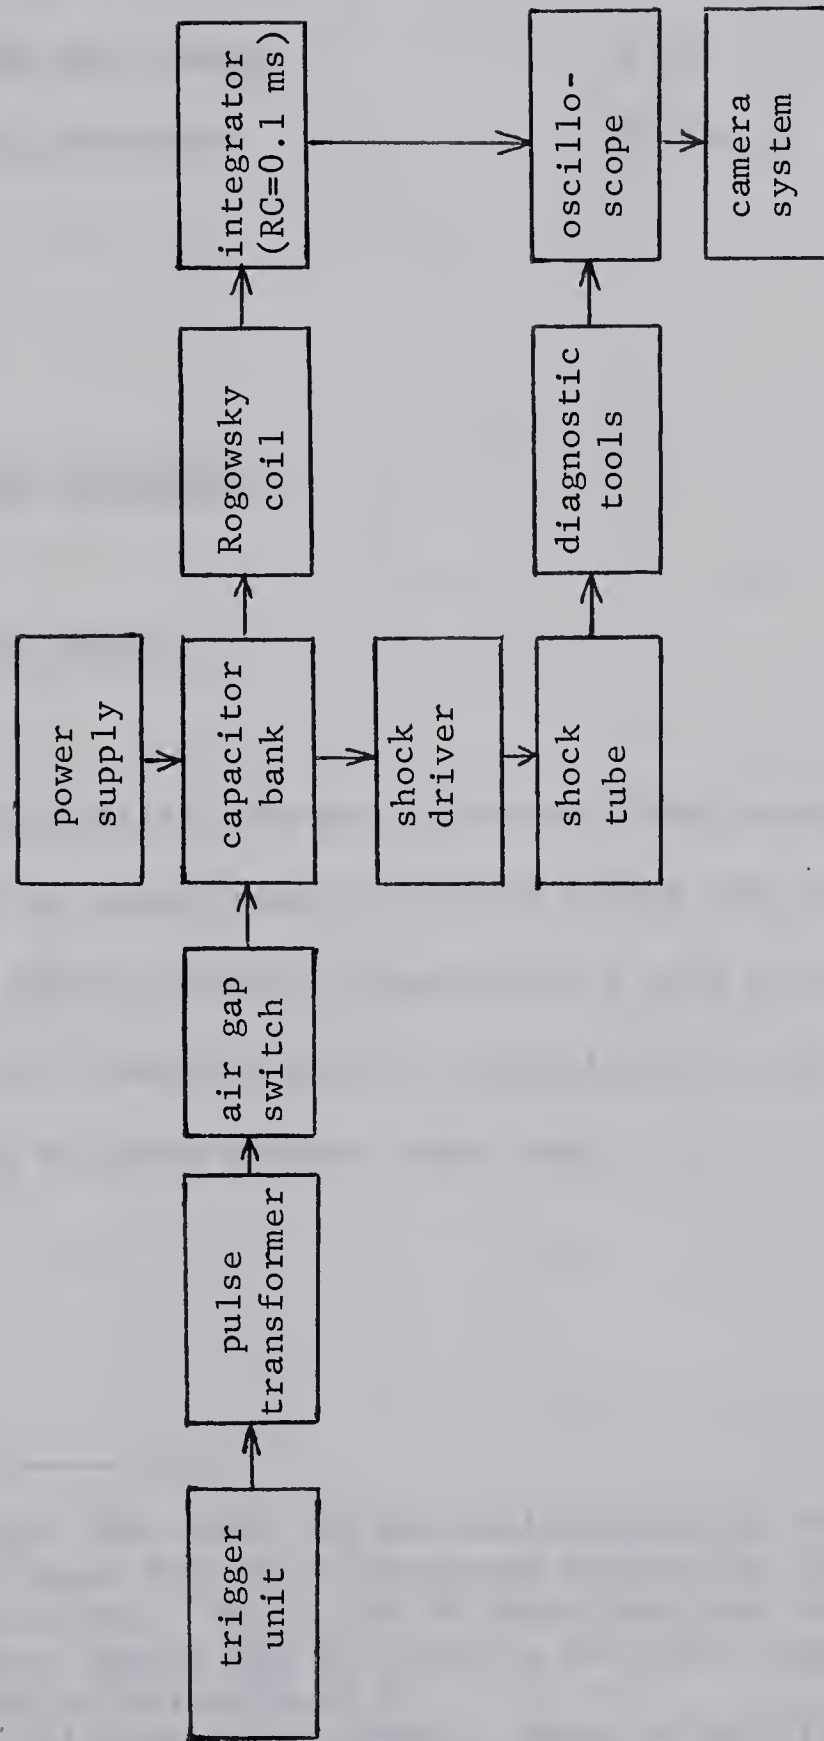 power
supply
trigger
unit
pulse
transformer
air gap
switch
capacitor
bank
Rogowsky
coil
integrator
(RC=0.1 ms)
shock
driver
shock
tube
diagnostic
tools
oscillo-
scope
camera
system